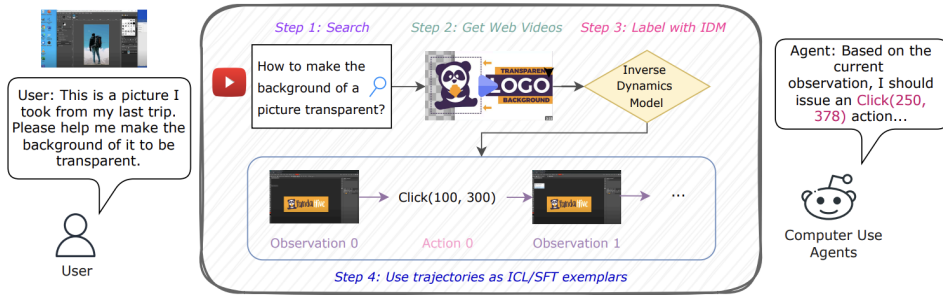 User: This is a picture I
took from my last trip.
Please help me make the
background of it to be
transparent.
User
Step 1: Search
Step 2: Get Web Videos
Step 3: Label with IDM
How to make the
background of a
picture transparent?
TRANSPARENT
LOGO
BACKGROUND
Inverse
Dynamics
Model
Click(100, 300)
...
Observation 0
Action 0
Observation 1
Step 4: Use trajectories as ICL/SFT exemplars
Agent: Based on the
current
observation, I should
issue an Click(250,
378) action...
Computer Use
Agents